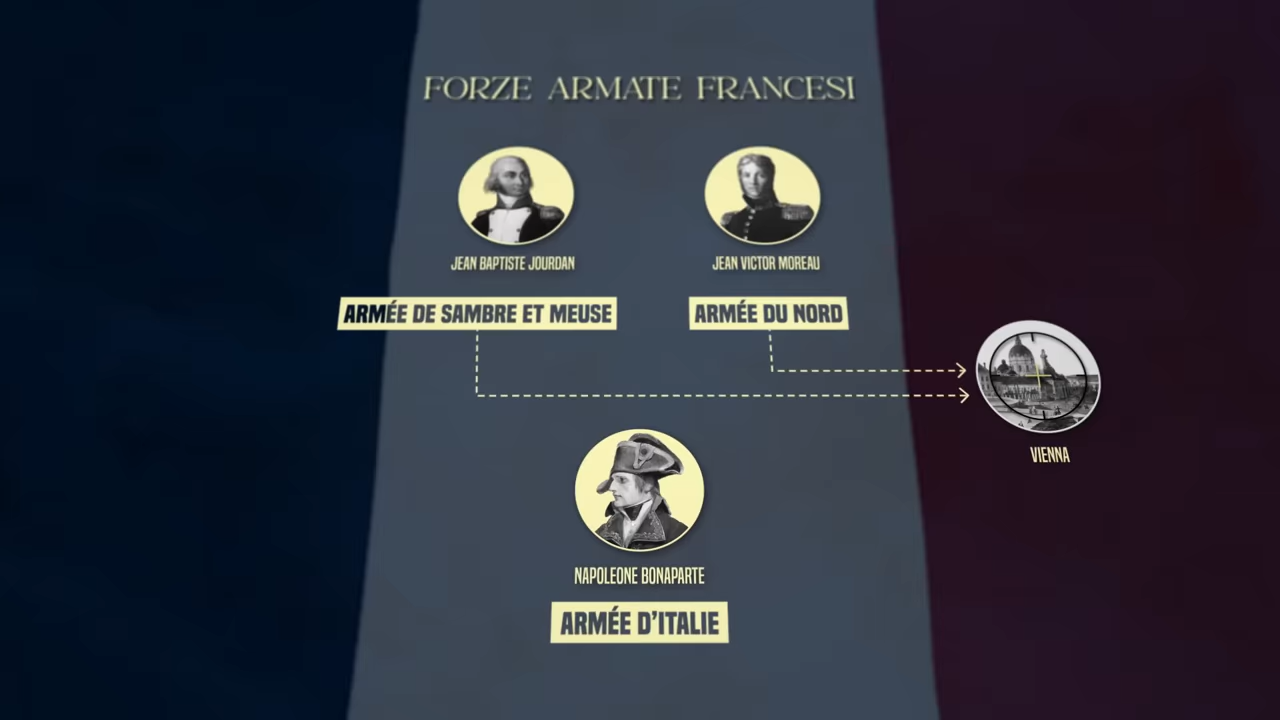 FORZE ARMATE FRANCESI
JEAN BAPTISTE JOURDAN
JEAN VICTOR MOREAU
ARMÉE DE SAMBRE ET MEUSE
ARMÉE DU NORD
VIENNA
NAPOLEONE BONAPARTE
ARMÉE D'ITALIE